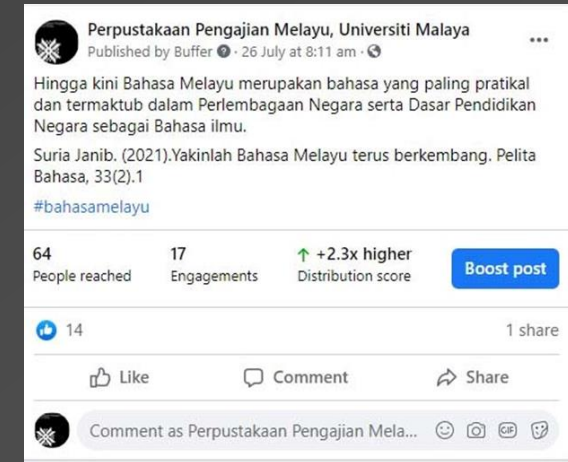 Perpustakaan Pengajian Melayu, Universiti Malaya
Published by Buffer · 26 July at 8:11 am ·
Hingga kini Bahasa Melayu merupakan bahasa yang paling pratikal
dan termaktub dalam Perlembagaan Negara serta Dasar Pendidikan
Negara sebagai Bahasa ilmu.
Suria Janib. (2021).Yakinlah Bahasa Melayu terus berkembang. Pelita
Bahasa, 33(2).1
#bahasamelayu
64 17 +2.3x higher
People reached Engagements Distribution score Boost post
14 1 share
Like Comment Share
Comment as Perpustakaan Pengajian Mela... GIF